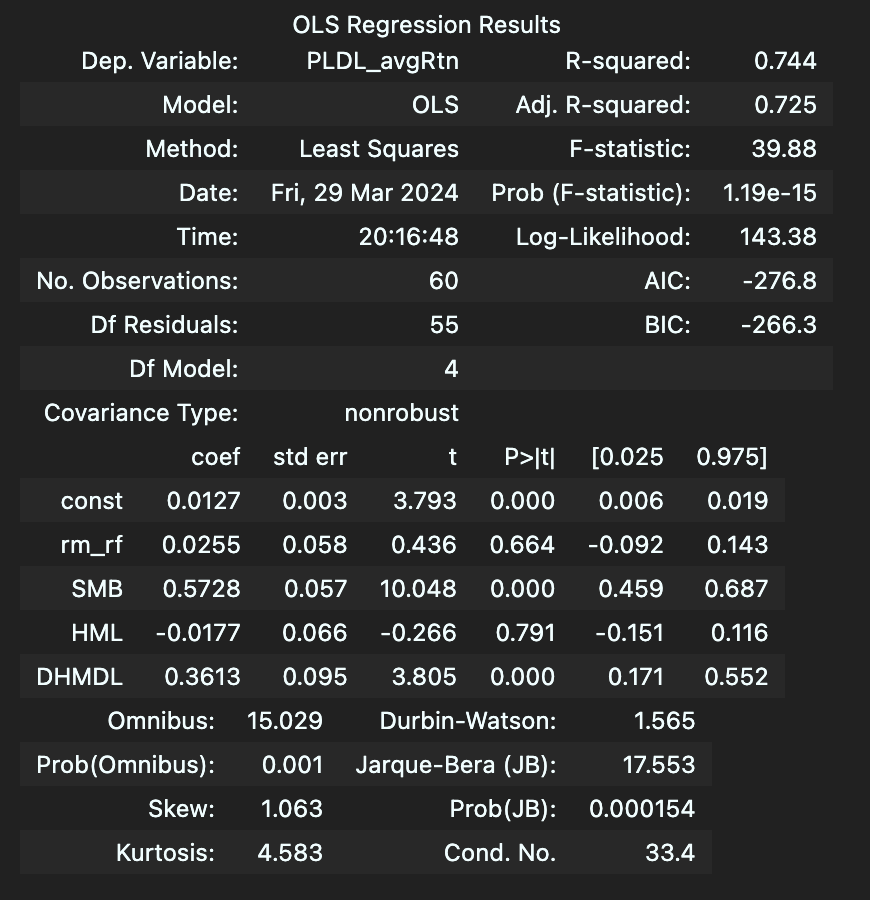 OLS Regression Results
Dep. Variable: PLDL_avgRtn R-squared: 0.744
Model: OLS Adj. R-squared: 0.725
Method: Least Squares F-statistic: 39.88
Date: Fri, 29 Mar 2024 Prob (F-statistic): 1.19e-15
Time: 20:16:48 Log-Likelihood: 143.38
No. Observations: 60 AIC: -276.8
Df Residuals: 55 BIC: -266.3
Df Model: 4
Covariance Type: nonrobust
coef std err t P>|t| [0.025 0.975]
const 0.0127 0.003 3.793 0.000 0.006 0.019
rm_rf 0.0255 0.058 0.436 0.664 -0.092 0.143
SMB 0.5728 0.057 10.048 0.000 0.459 0.687
HML -0.0177 0.066 -0.266 0.791 -0.151 0.116
DHMDL 0.3613 0.095 3.805 0.000 0.171 0.552
Omnibus: 15.029 Durbin-Watson: 1.565
Prob(Omnibus): 0.001 Jarque-Bera (JB): 17.553
Skew: 1.063 Prob(JB): 0.000154
Kurtosis: 4.583 Cond. No. 33.4